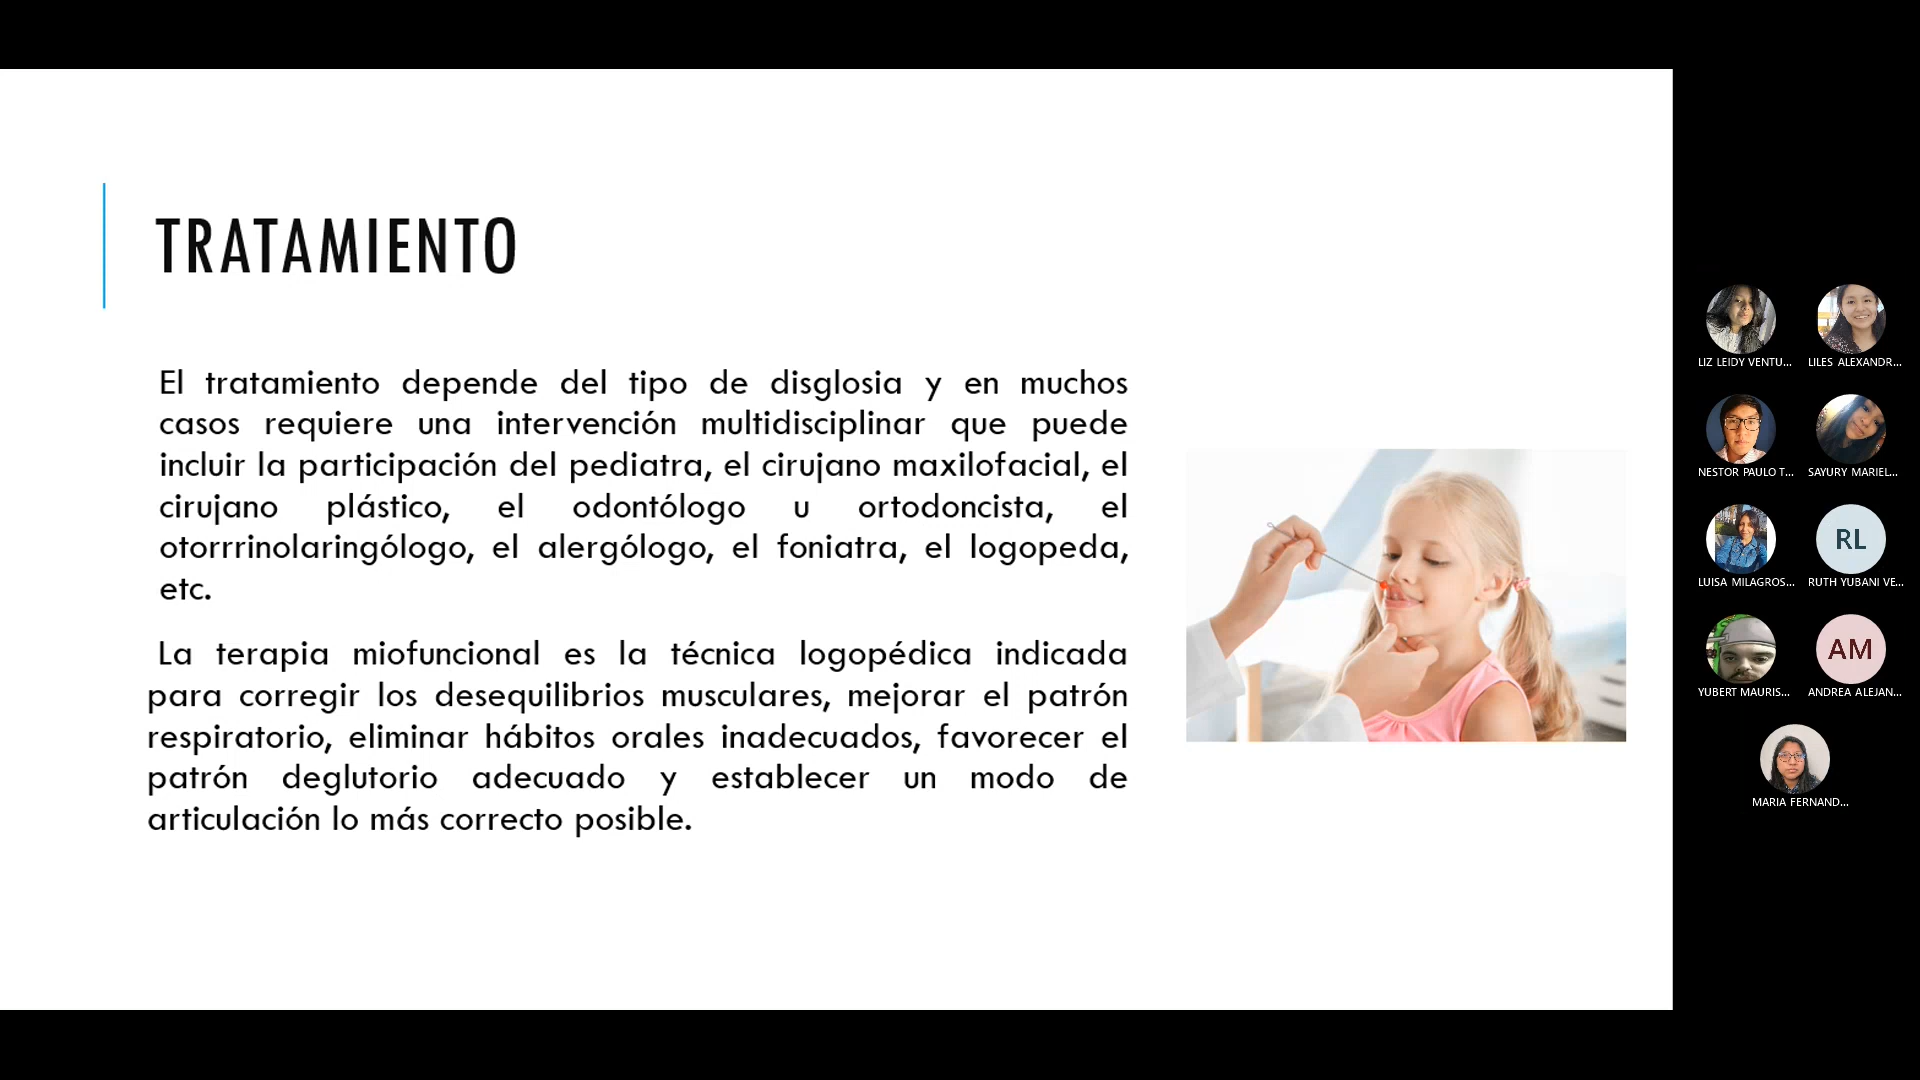 TRATAMIENTO
El tratamiento depende del tipo de disglosia y en muchos
casos requiere una intervención multidisciplinar que puede
incluir la participación del pediatra, el cirujano maxilofacial, el
cirujano plástico, el odontólogo u ortodoncista, el
otorrrinolaringólogo, el alergólogo, el foniatra, el logopeda,
etc.
La terapia miofuncional es la técnica logopédica indicada
para corregir los desequilibrios musculares, mejorar el patrón
respiratorio, eliminar hábitos orales inadecuados, favorecer el
patrón deglutorio adecuado y establecer un modo de
articulación lo más correcto posible.
LIZ LEIDY VENTU...
LILES ALEXANDR...
NESTOR PAULO T...
SAYURY MARIEL...
LUISA MILAGROS...
RL
RUTH YUBANI VE...
YUBERT MAURIS...
AM
ANDREA ALEJAN...
MARIA FERNAND...